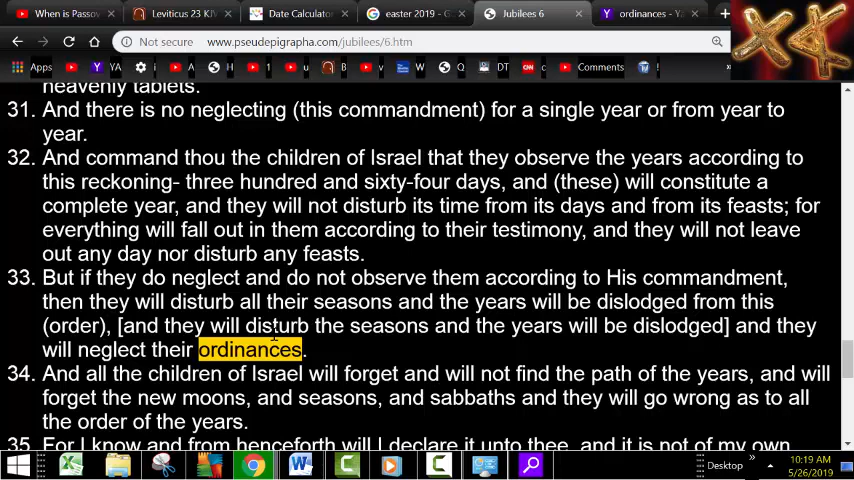 When is Passov
Leviticus 23 KJV
Date Calculator
easter 2019 - G
Jubilees 6
ordinances - Ya
Not secure
www.pseudepigrapha.com/jubilees/6.htm
Apps
YA
A
H
1
u
B
v
W
Q
DT
C
Comments
!
heavenly tablets.
31. And there is no neglecting (this commandment) for a single year or from year to
year.
32. And command thou the children of Israel that they observe the years according to
this reckoning- three hundred and sixty-four days, and (these) will constitute a
complete year, and they will not disturb its time from its days and from its feasts; for
everything will fall out in them according to their testimony, and they will not leave
out any day nor disturb any feasts.
33. But if they do neglect and do not observe them according to His commandment,
then they will disturb all their seasons and the years will be dislodged from this
(order), [and they will disturb the seasons and the years will be dislodged] and they
will neglect their ordinances.
34. And all the children of Israel will forget and will not find the path of the years, and will
forget the new moons, and seasons, and sabbaths and they will go wrong as to all
the order of the years.
35. For I know and from henceforth will I declare it unto thee, and it is not of my own
Desktop
10:19 AM
5/26/2019